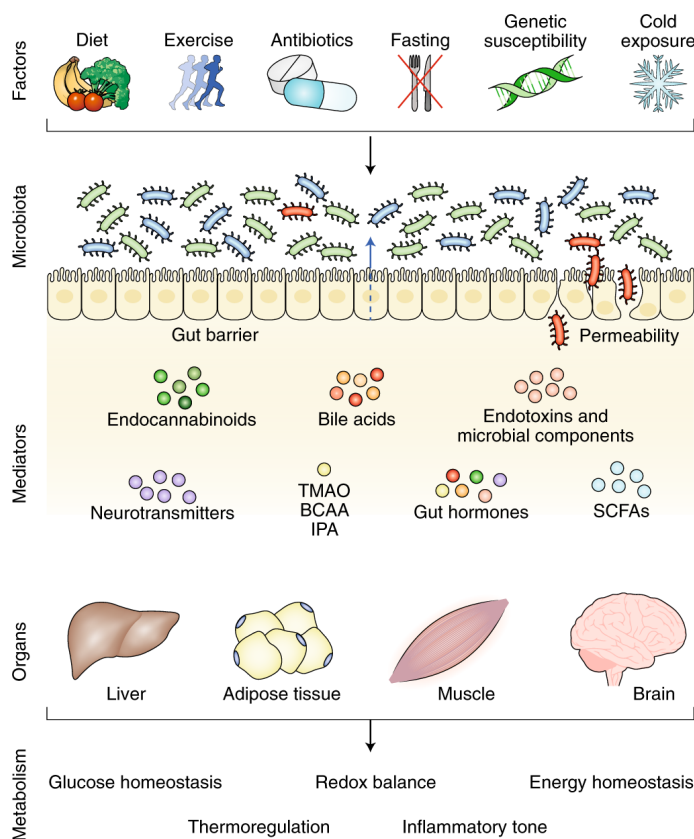 Factors
Diet
Exercise
Antibiotics
Fasting
Genetic
susceptibility
Cold
exposure
Microbiota
Gut barrier
Permeability
Mediators
Endocannabinoids
Bile acids
Endotoxins and
microbial components
Neurotransmitters
TMAO
BCAA
IPA
Gut hormones
SCFAs
Organs
Liver
Adipose tissue
Muscle
Brain
Metabolism
Glucose homeostasis
Redox balance
Energy homeostasis
Thermoregulation
Inflammatory tone